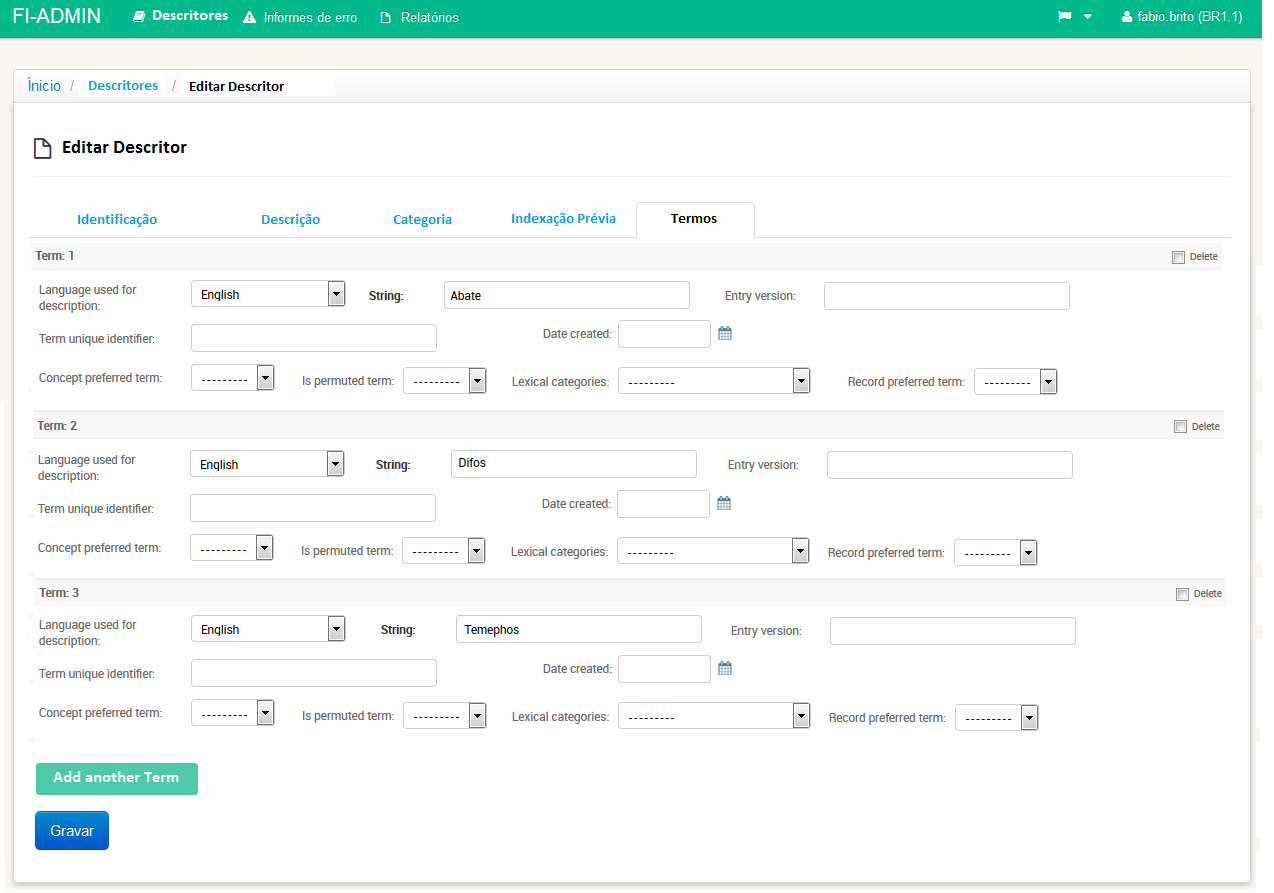 FI-ADMIN Descritores Informes de erro Relatórios fabio.brito (BR1.1)
Ínicio / Descritores / Editar Descritor
Editar Descritor
Identificação Descrição Categoria Indexação Prévia Termos
Term: 1 Delete
Language used for description: English String: Abate Entry version:
Term unique identifier: Date created:
Concept preferred term: --------- Is permuted term: --------- Lexical categories: --------- Record preferred term: ---------
Term: 2 Delete
Language used for description: English String: Difos Entry version:
Term unique identifier: Date created:
Concept preferred term: --------- Is permuted term: --------- Lexical categories: --------- Record preferred term: ---------
Term: 3 Delete
Language used for description: English String: Temephos Entry version:
Term unique identifier: Date created:
Concept preferred term: --------- Is permuted term: --------- Lexical categories: --------- Record preferred term: ---------
Add another Term
Gravar